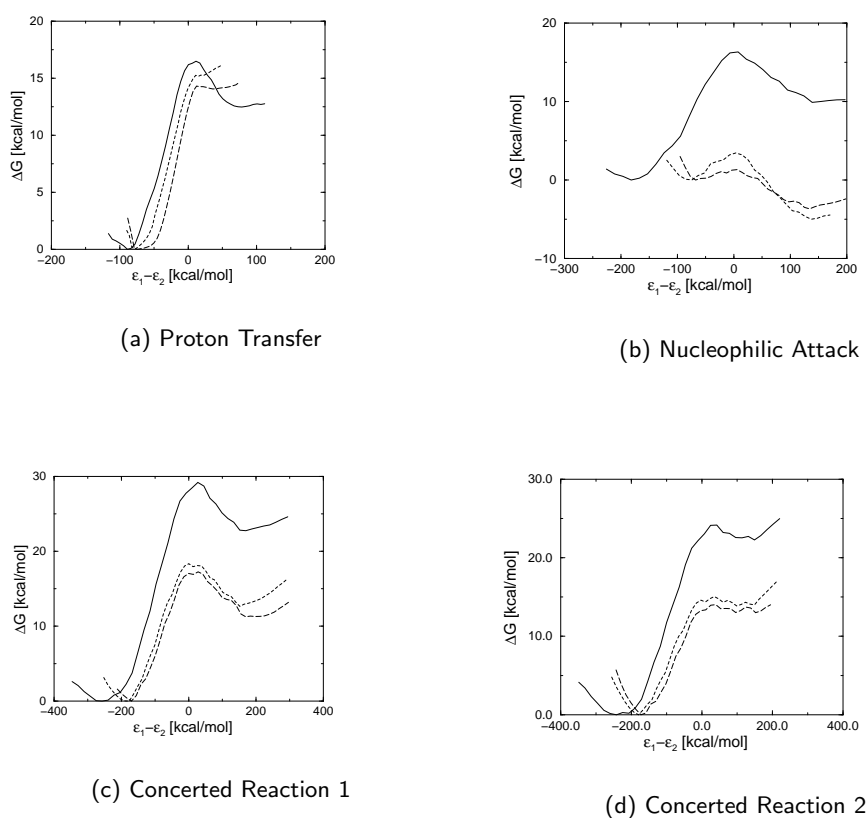 20
15
10
5
0
ΔG [kcal/mol]
−200 −100 0 100 200
ε1−ε2 [kcal/mol]
(a) Proton Transfer
20
10
0
−10
ΔG [kcal/mol]
−300 −200 −100 0 100 200
ε1−ε2 [kcal/mol]
(b) Nucleophilic Attack
30
20
10
0
ΔG [kcal/mol]
−400 −200 0 200 400
ε1−ε2 [kcal/mol]
(c) Concerted Reaction 1
30.0
20.0
10.0
0.0
ΔG [kcal/mol]
−400.0 −200.0 0.0 200.0 400.0
ε1−ε2 [kcal/mol]
(d) Concerted Reaction 2